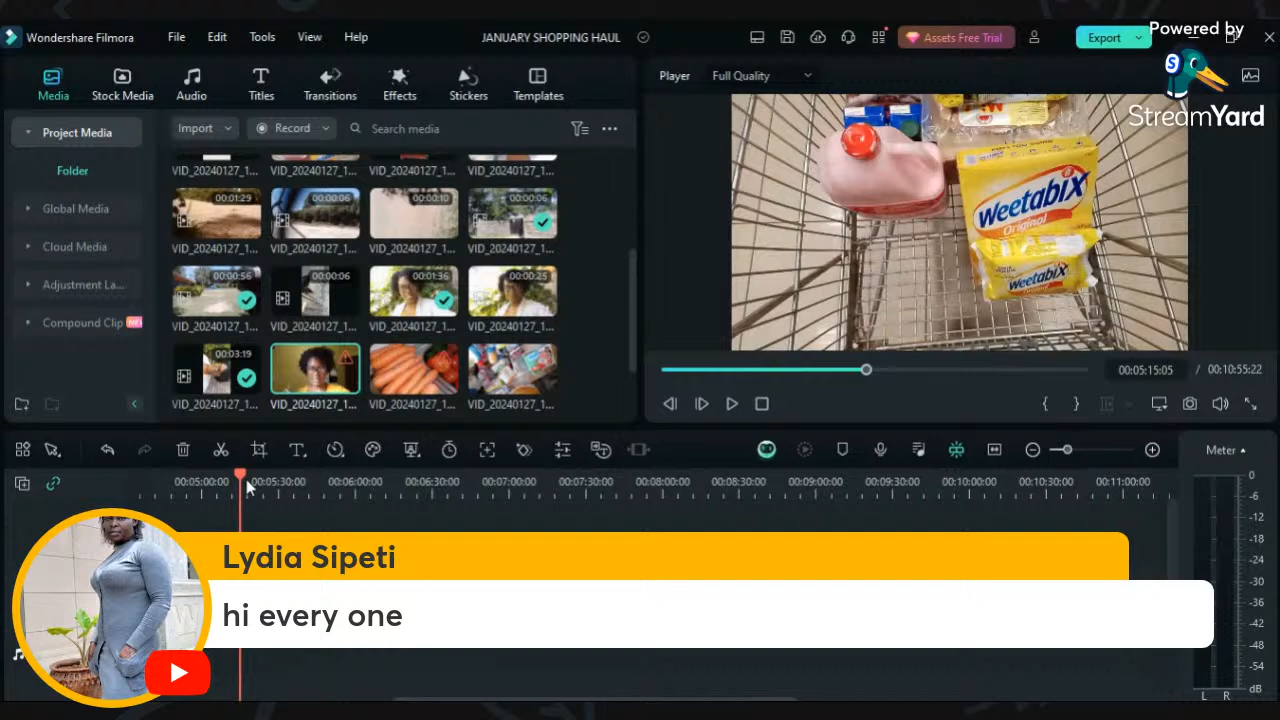 Wondershare Filmora File Edit Tools View Help JANUARY SHOPPING HAUL Assets Free Trial Export
Powered by
StreamYard
Media Stock Media Audio Titles Transitions Effects Stickers Templates
Player Full Quality
Project Media
Import Record Search media
Folder
Global Media
Cloud Media
Adjustment La...
Compound Clip
VID_20240127_1... VID_20240127_1... VID_20240127_1... VID_20240127_1...
00:01:29 00:00:06 00:00:10 00:00:06
VID_20240127_1... VID_20240127_1... VID_20240127_1... VID_20240127_1...
00:00:56 00:00:06 00:01:36 00:00:25
VID_20240127_1... VID_20240127_1... VID_20240127_1... VID_20240127_1...
00:03:19
VID_20240127_1... VID_20240127_1... VID_20240127_1... VID_20240127_1...
Weetabix
Original
Weetabix
Original
00:05:15:05 / 00:10:55:22
Meter
00:05:00:00 00:05:30:00 00:06:00:00 00:06:30:00 00:07:00:00 00:07:30:00 00:08:00:00 00:08:30:00 00:09:00:00 00:09:30:00 00:10:00:00 00:10:30:00 00:11:00:00
0
-6
-12
-18
-24
-30
-36
-42
-48
-54
dB
L R
Lydia Sipeti
hi every one